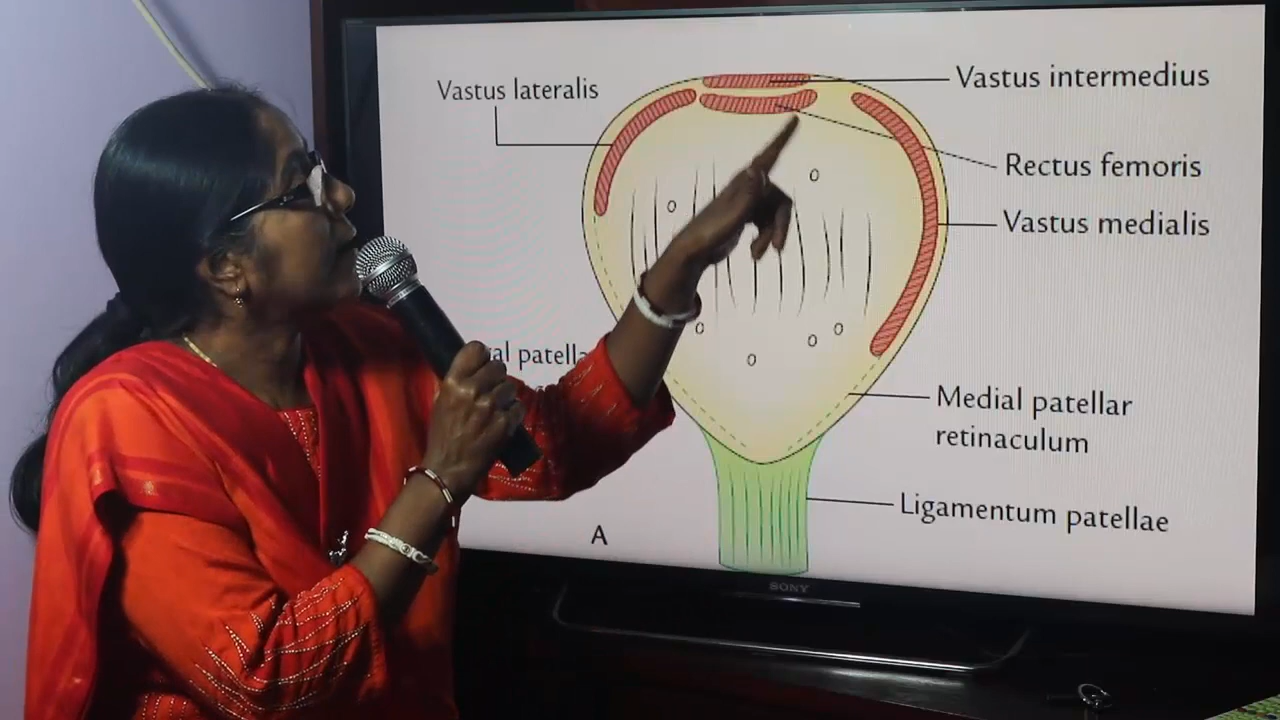 Vastus lateralis
Vastus intermedius
Rectus femoris
Vastus medialis
Medial patellar
retinaculum
Ligamentum patellae
A
SONY